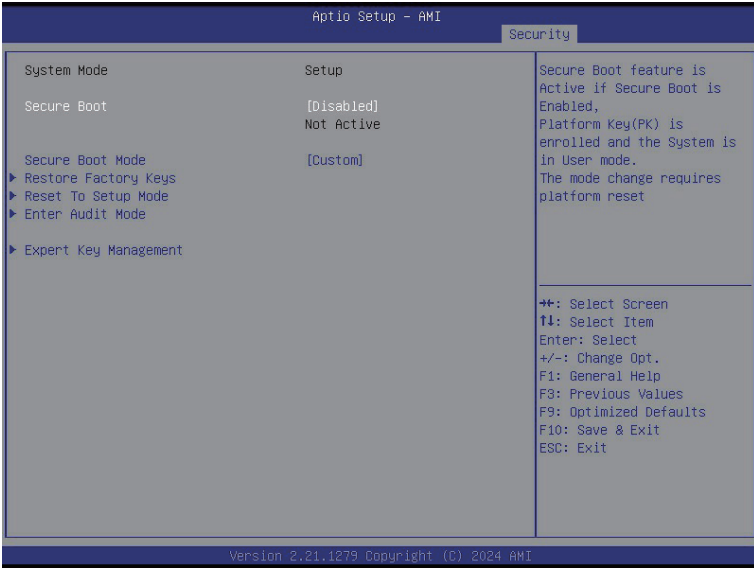 Aptio Setup – AMI
Security
System Mode Setup
Secure Boot [Disabled]
Not Active
Secure Boot Mode [Custom]
Restore Factory Keys
Reset To Setup Mode
Enter Audit Mode
Expert Key Management
Secure Boot feature is
Active if Secure Boot is
Enabled,
Platform Key(PK) is
enrolled and the System is
in User mode.
The mode change requires
platform reset
→←: Select Screen
↑↓: Select Item
Enter: Select
+/-: Change Opt.
F1: General Help
F3: Previous Values
F9: Optimized Defaults
F10: Save & Exit
ESC: Exit
Version 2.21.1279 Copyright (C) 2024 AMI